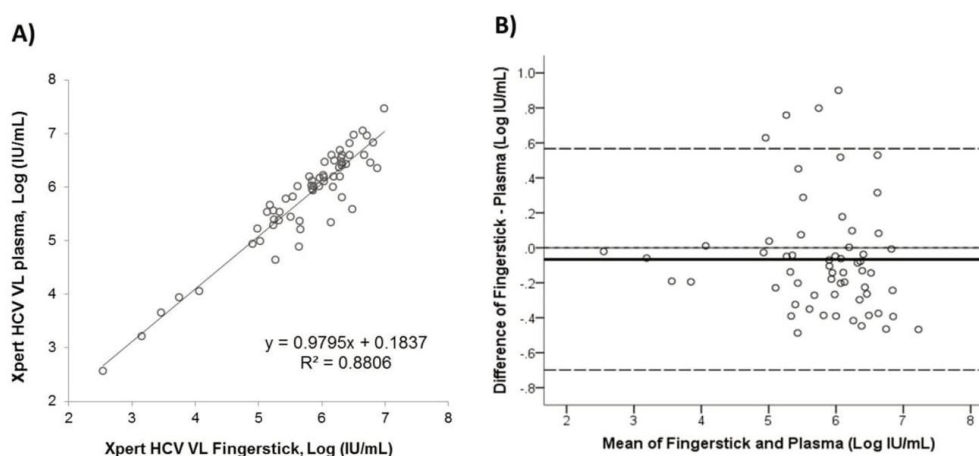 A)
Xpert HCV VL plasma, Log (IU/mL)
8
7
6
5
4
3
2
y = 0.9795x + 0.1837
R² = 0.8806
2 3 4 5 6 7 8
Xpert HCV VL Fingerstick, Log (IU/mL)
B)
Difference of Fingerstick - Plasma (Log IU/mL)
1.0
.8
.6
.4
.2
.0
-.2
-.4
-.6
-.8
2 3 4 5 6 7 8
Mean of Fingerstick and Plasma (Log IU/mL)